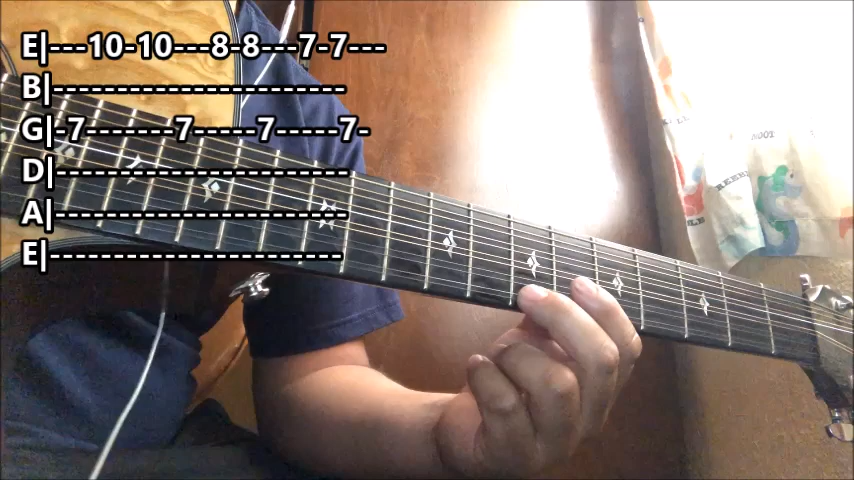 E|---10-10---8-8---7-7---
B|----------------------
G|-7-------7-----7-----7-
D|----------------------
A|----------------------
E|----------------------